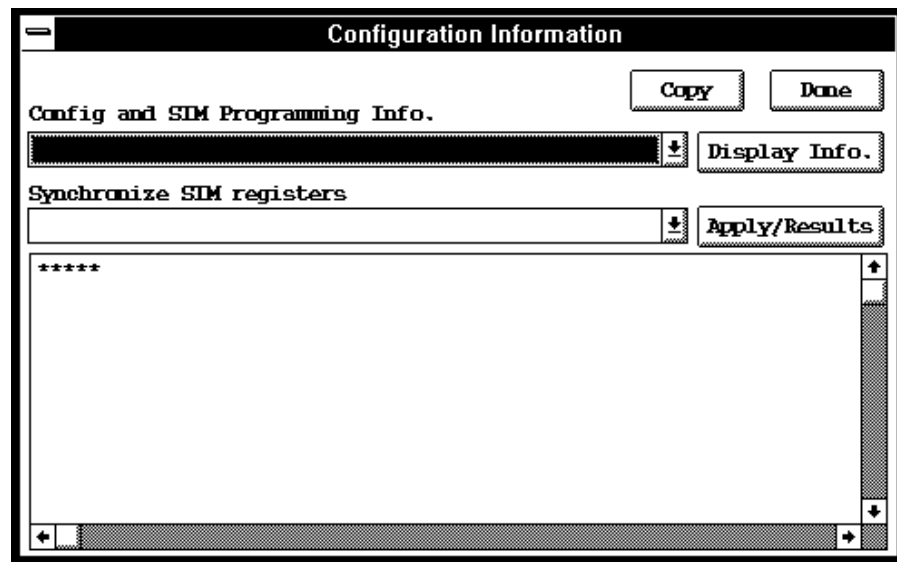 Configuration Information
Copy Done
Config and SIM Programming Info.
Display Info.
Synchronize SIM registers
Apply/Results
*****